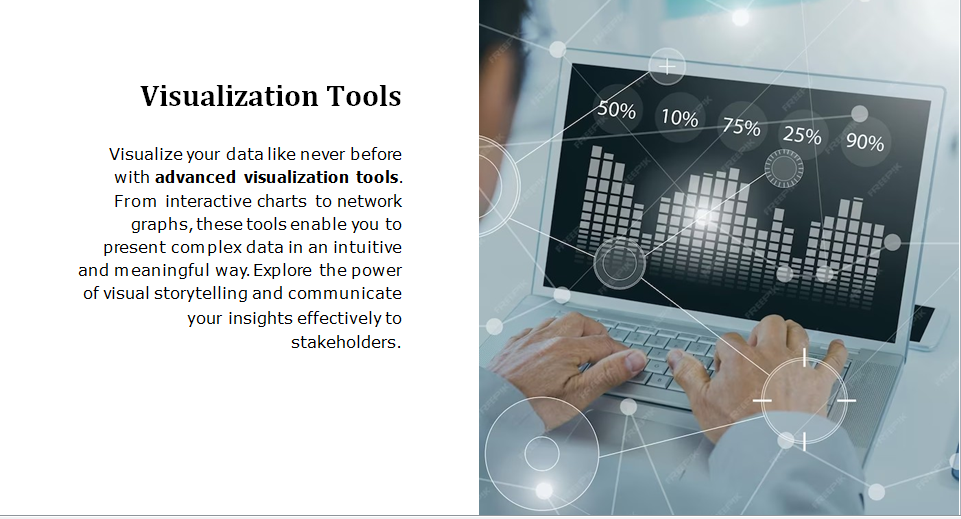 Visualization Tools
Visualize your data like never before
with advanced visualization tools.
From interactive charts to network
graphs, these tools enable you to
present complex data in an intuitive
and meaningful way. Explore the power
of visual storytelling and communicate
your insights effectively to
stakeholders.
50% 10% 75% 25% 90%